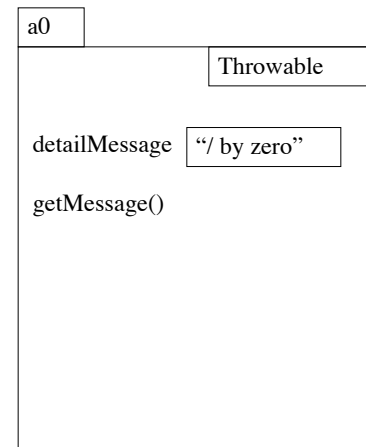 a0
Throwable
detailMessage “/ by zero”
getMessage()